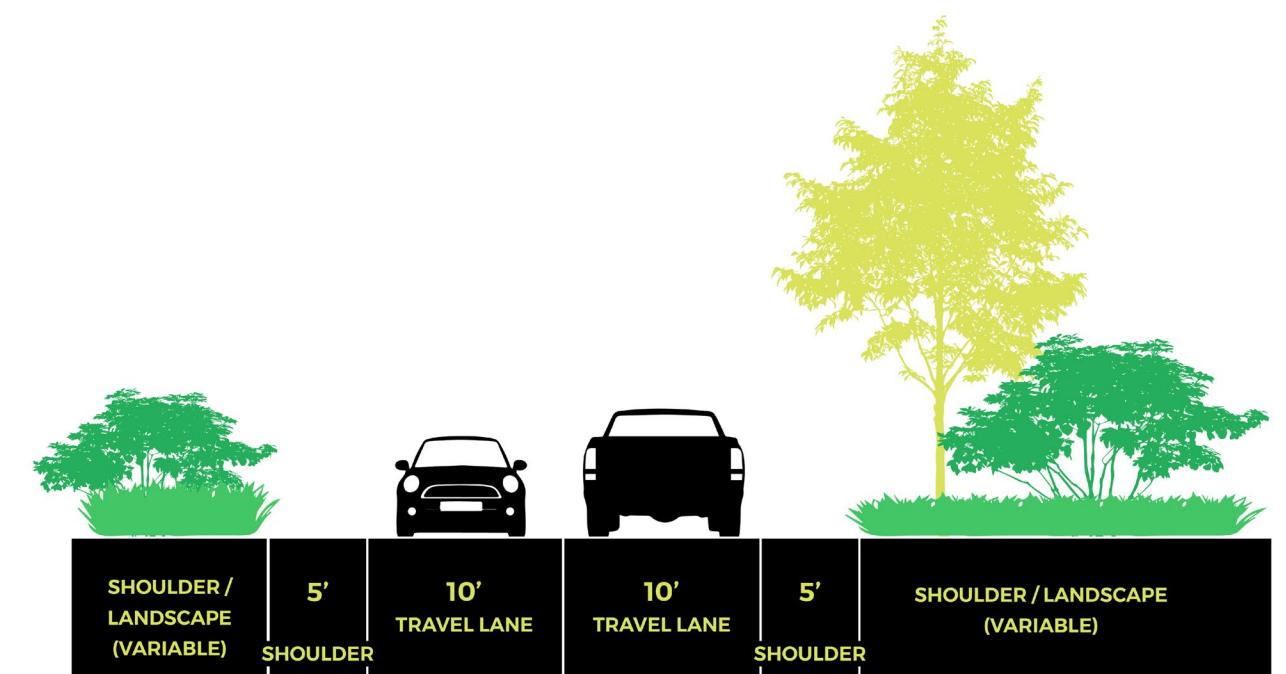 SHOULDER /
LANDSCAPE
(VARIABLE)
5’
SHOULDER
10’
TRAVEL LANE
10’
TRAVEL LANE
5’
SHOULDER
SHOULDER / LANDSCAPE
(VARIABLE)